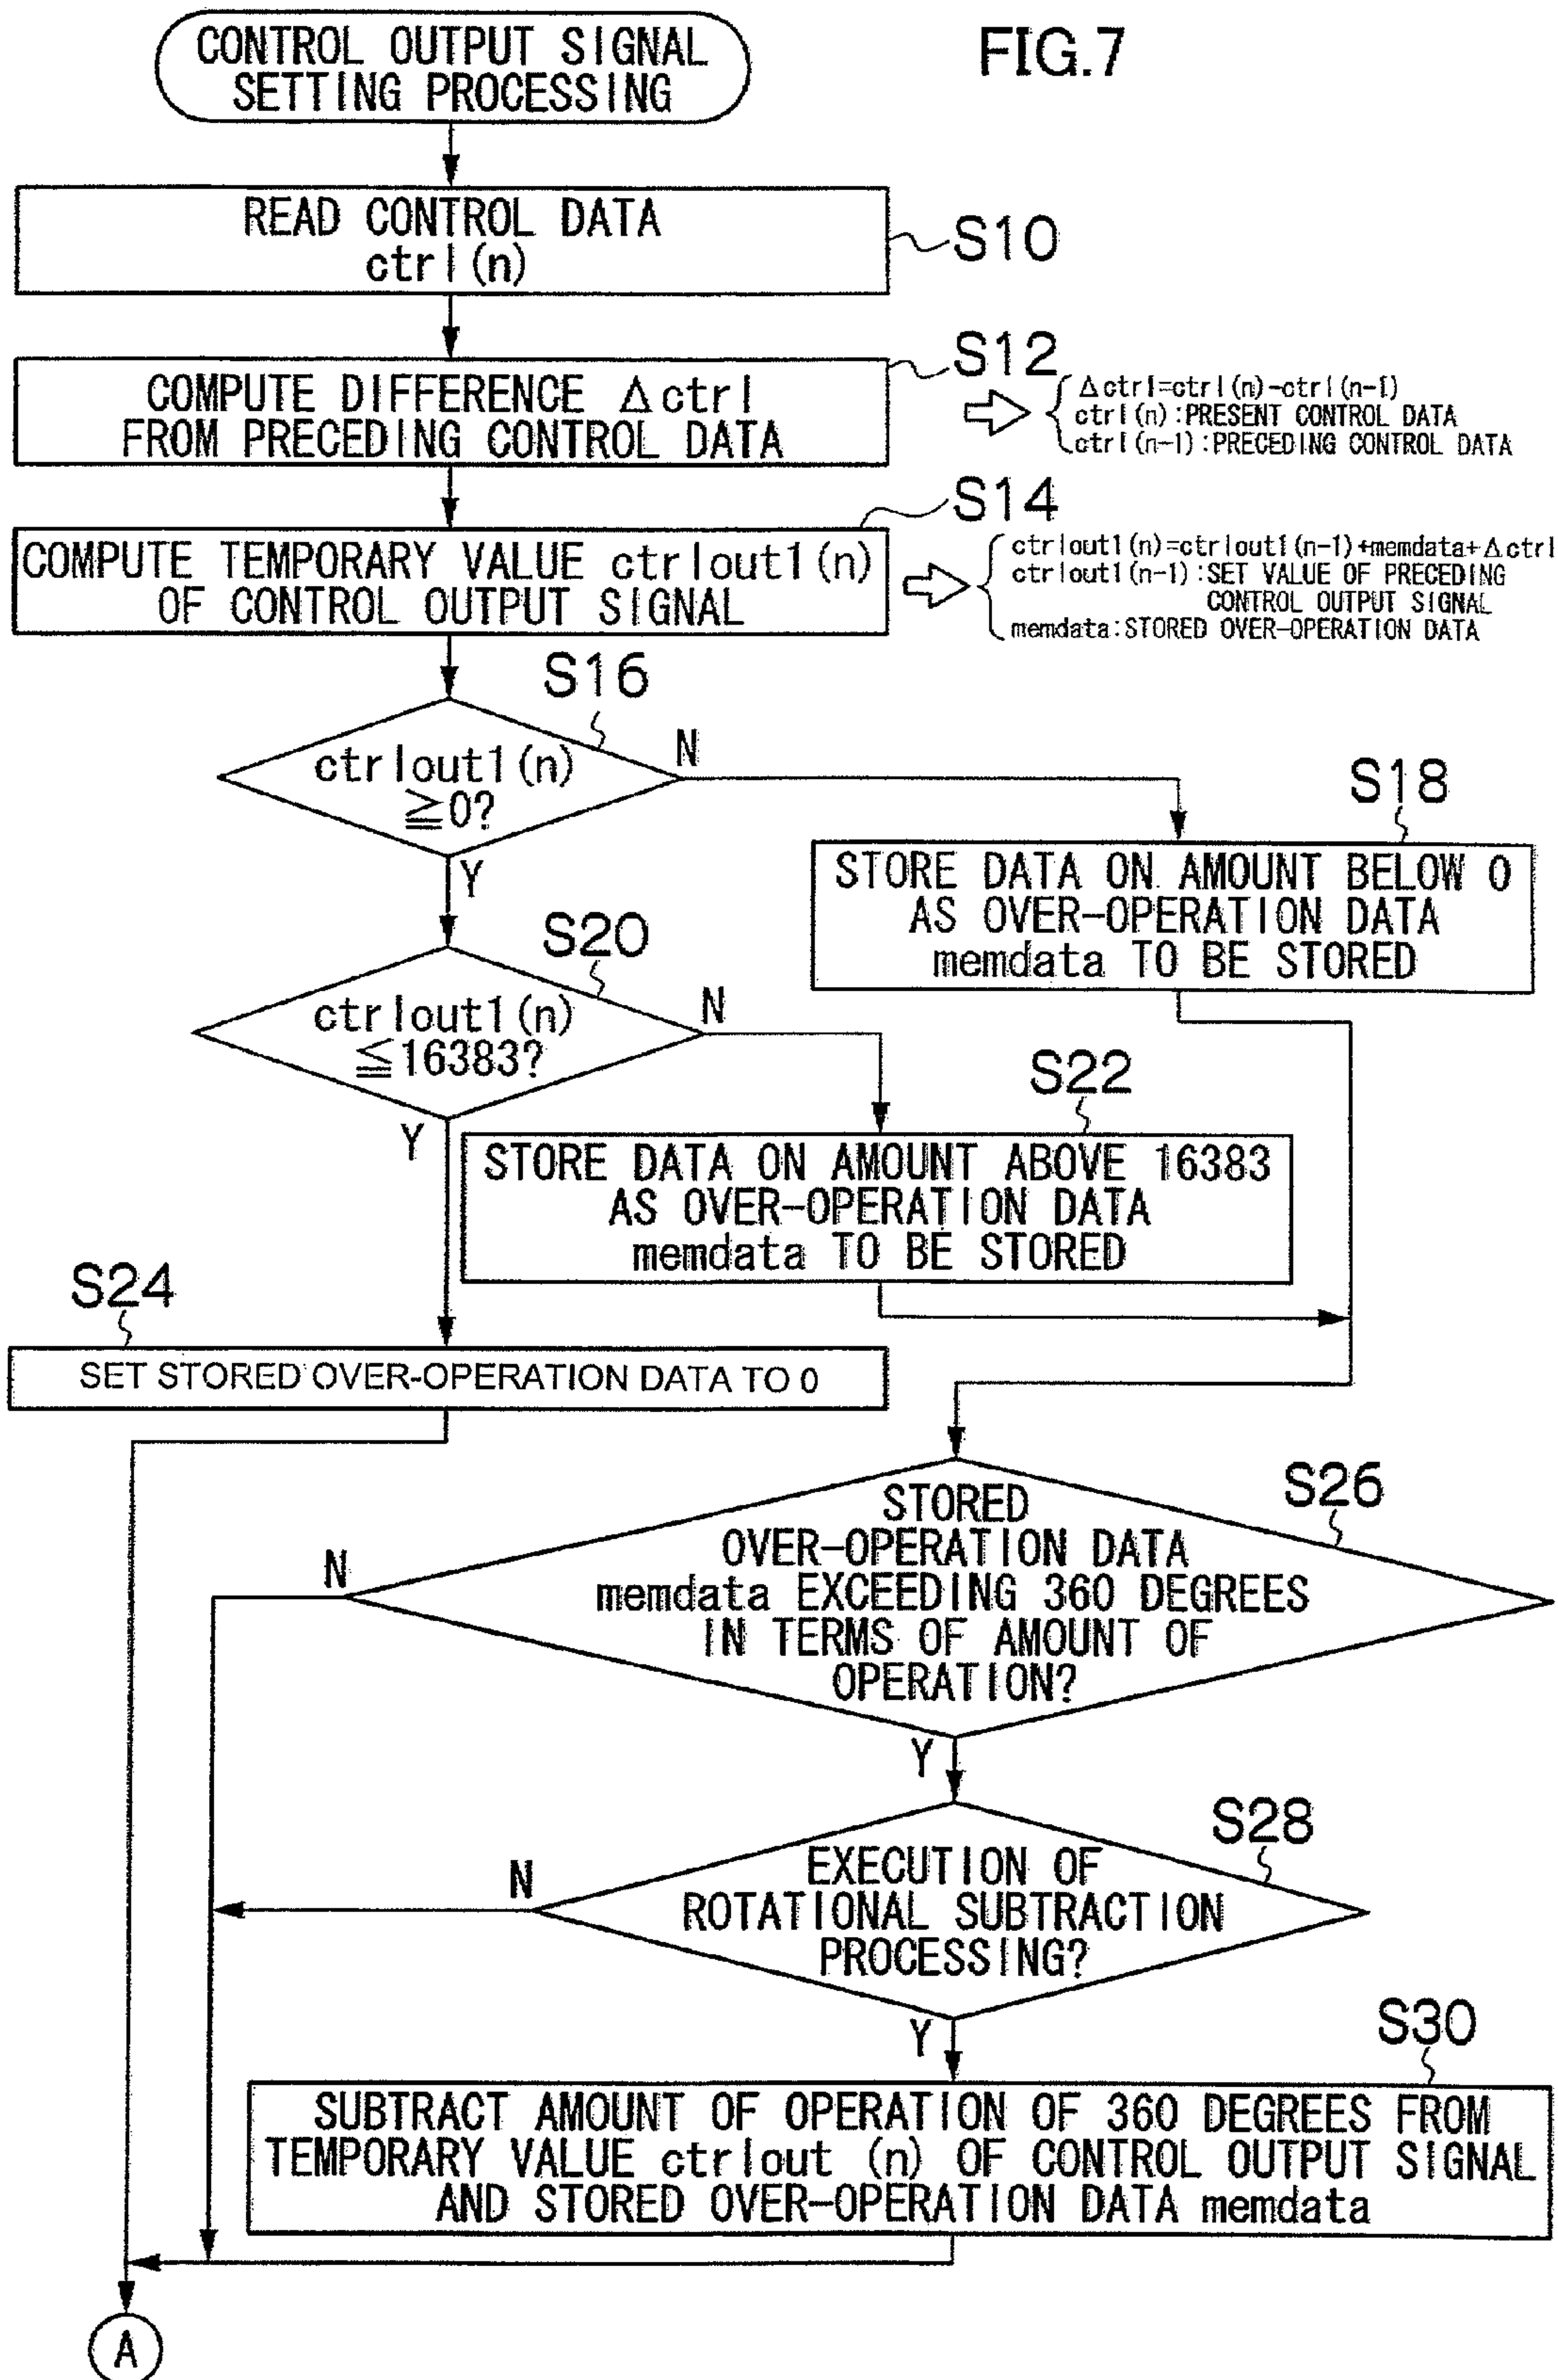 CONTROL OUTPUT SIGNAL
SETTING PROCESSING
FIG.7
READ CONTROL DATA
ctrl(n)
S10
COMPUTE DIFFERENCE Δctrl
FROM PRECEDING CONTROL DATA
S12
Δctrl=ctrl(n)-ctrl(n-1)
ctrl(n):PRESENT CONTROL DATA
ctrl(n-1):PRECEDING CONTROL DATA
COMPUTE TEMPORARY VALUE ctrlout1(n)
OF CONTROL OUTPUT SIGNAL
S14
ctrlout1(n)=ctrlout1(n-1)+memdata+Δctrl
ctrlout1(n-1):SET VALUE OF PRECEDING
CONTROL OUTPUT SIGNAL
memdata:STORED OVER-OPERATION DATA
S16
ctrlout1(n)
≧0?
N
Y
S18
STORE DATA ON AMOUNT BELOW 0
AS OVER-OPERATION DATA
memdata TO BE STORED
S20
ctrlout1(n)
≦16383?
N
Y
S22
STORE DATA ON AMOUNT ABOVE 16383
AS OVER-OPERATION DATA
memdata TO BE STORED
S24
SET STORED OVER-OPERATION DATA TO 0
S26
STORED
OVER-OPERATION DATA
memdata EXCEEDING 360 DEGREES
IN TERMS OF AMOUNT OF
OPERATION?
N
Y
S28
EXECUTION OF
ROTATIONAL SUBTRACTION
PROCESSING?
N
Y
S30
SUBTRACT AMOUNT OF OPERATION OF 360 DEGREES FROM
TEMPORARY VALUE ctrlout (n) OF CONTROL OUTPUT SIGNAL
AND STORED OVER-OPERATION DATA memdata
A